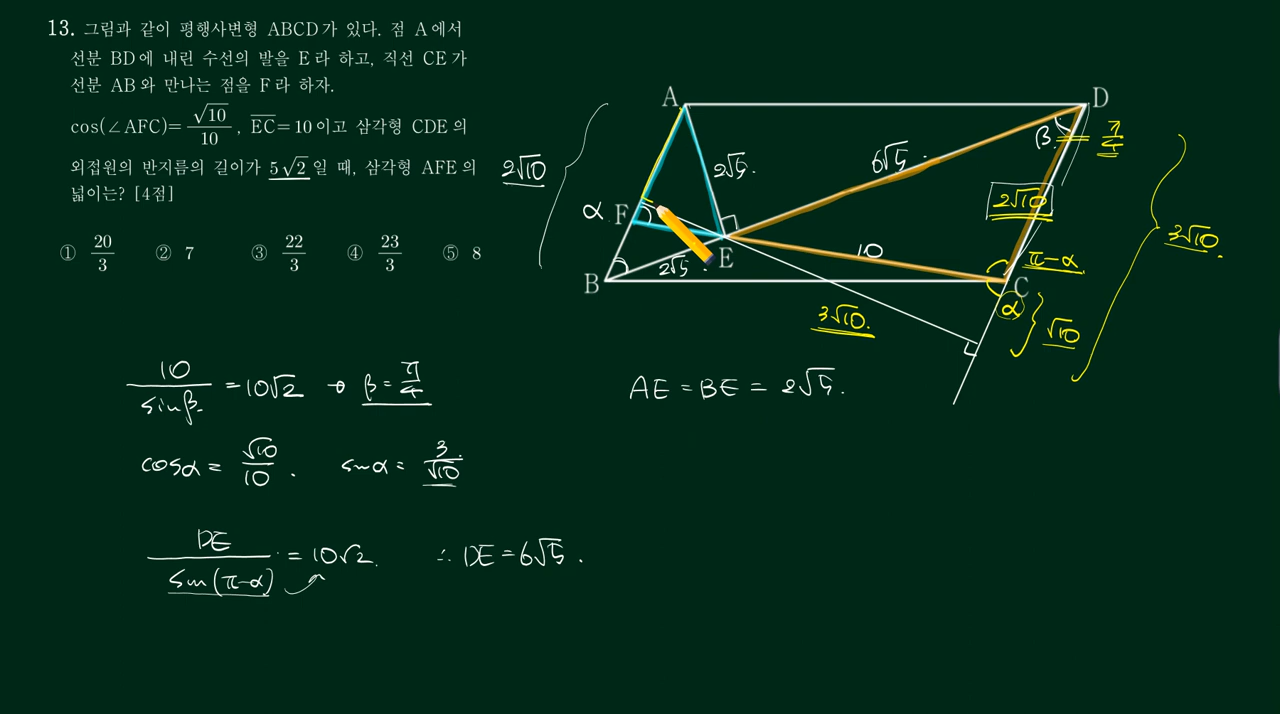 13. 그림과 같이 평행사변형 ABCD가 있다. 점 A에서
선분 BD에 내린 수선의 발을 E라 하고, 직선 CE가
선분 AB와 만나는 점을 F라 하자.
cos(∠AFC)=√10/10, EC=10이고 삼각형 CDE의
외접원의 반지름의 길이가 5√2일 때, 삼각형 AFE의
넓이는? [4점]
① 20/3 ② 7 ③ 22/3 ④ 23/3 ⑤ 8
A
D
β = π/4
2√10
2√5.
6√5.
2√10
α F
3√10.
E
10
π-α
B
2√5.
C
α
3√10.
√10
10/sinβ = 10√2 → β = π/4
AE = BE = 2√5.
cosα = √10/10. sinα = 3/√10
DE/sin(π-α) = 10√2. ∴ DE = 6√5.